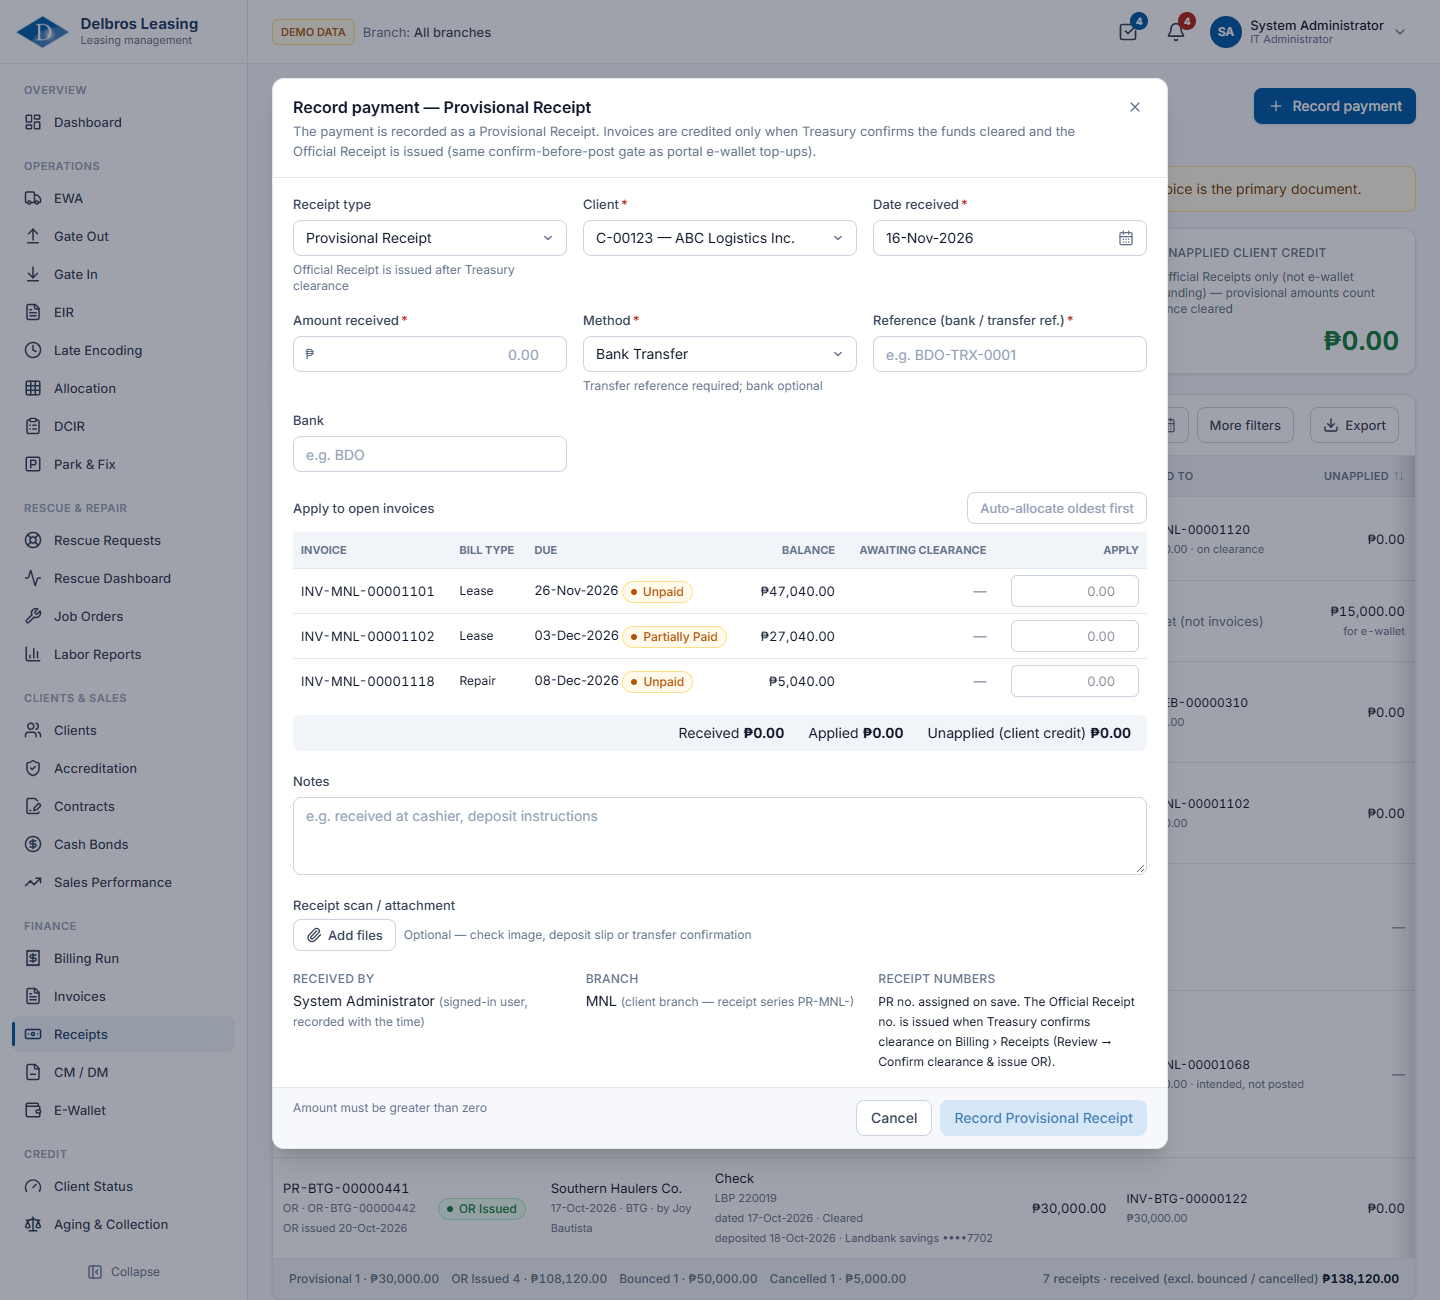 Delbros Leasing
Leasing management
DEMO DATA
Branch: All branches
4
4
SA
System Administrator
IT Administrator
OVERVIEW
Dashboard
OPERATIONS
EWA
Gate Out
Gate In
EIR
Late Encoding
Allocation
DCIR
Park & Fix
RESCUE & REPAIR
Rescue Requests
Rescue Dashboard
Job Orders
Labor Reports
CLIENTS & SALES
Clients
Accreditation
Contracts
Cash Bonds
Sales Performance
FINANCE
Billing Run
Invoices
Receipts
CM / DM
E-Wallet
CREDIT
Client Status
Aging & Collection
Collapse
Record payment — Provisional Receipt
The payment is recorded as a Provisional Receipt. Invoices are credited only when Treasury confirms the funds cleared and the
Official Receipt is issued (same confirm-before-post gate as portal e-wallet top-ups).
Receipt type
Provisional Receipt
Official Receipt is issued after Treasury
clearance
Client *
C-00123 — ABC Logistics Inc.
Date received *
16-Nov-2026
Amount received *
₱ 0.00
Method *
Bank Transfer
Transfer reference required; bank optional
Reference (bank / transfer ref.) *
e.g. BDO-TRX-0001
Bank
e.g. BDO
Apply to open invoices
Auto-allocate oldest first
INVOICE BILL TYPE DUE BALANCE AWAITING CLEARANCE APPLY
INV-MNL-00001101 Lease 26-Nov-2026 Unpaid ₱47,040.00 — 0.00
INV-MNL-00001102 Lease 03-Dec-2026 Partially Paid ₱27,040.00 — 0.00
INV-MNL-00001118 Repair 08-Dec-2026 Unpaid ₱5,040.00 — 0.00
Received ₱0.00 Applied ₱0.00 Unapplied (client credit) ₱0.00
Notes
e.g. received at cashier, deposit instructions
Receipt scan / attachment
Add files
Optional — check image, deposit slip or transfer confirmation
RECEIVED BY
System Administrator (signed-in user,
recorded with the time)
BRANCH
MNL (client branch — receipt series PR-MNL-)
RECEIPT NUMBERS
PR no. assigned on save. The Official Receipt
no. is issued when Treasury confirms
clearance on Billing › Receipts (Review →
Confirm clearance & issue OR).
Amount must be greater than zero
Cancel
Record Provisional Receipt
Record payment
oice is the primary document.
NAPPLIED CLIENT CREDIT
fficial Receipts only (not e-wallet
unding) — provisional amounts count
nce cleared
₱0.00
More filters
Export
D TO UNAPPLIED
NL-00001120 ₱0.00
0.00 · on clearance
et (not invoices) ₱15,000.00
for e-wallet
EB-00000310 ₱0.00
.00
NL-00001102 ₱0.00
0.00
—
NL-00001068 —
0.00 · intended, not posted
PR-BTG-00000441
OR · OR-BTG-00000442
OR issued 20-Oct-2026
OR Issued
Southern Haulers Co.
17-Oct-2026 · BTG · by Joy
Bautista
Check
LBP 220019
dated 17-Oct-2026 · Cleared
deposited 18-Oct-2026 · Landbank savings ••••7702
₱30,000.00
INV-BTG-00000122
₱30,000.00
₱0.00
Provisional 1 · ₱30,000.00 OR Issued 4 · ₱108,120.00 Bounced 1 · ₱50,000.00 Cancelled 1 · ₱5,000.00
7 receipts · received (excl. bounced / cancelled) ₱138,120.00